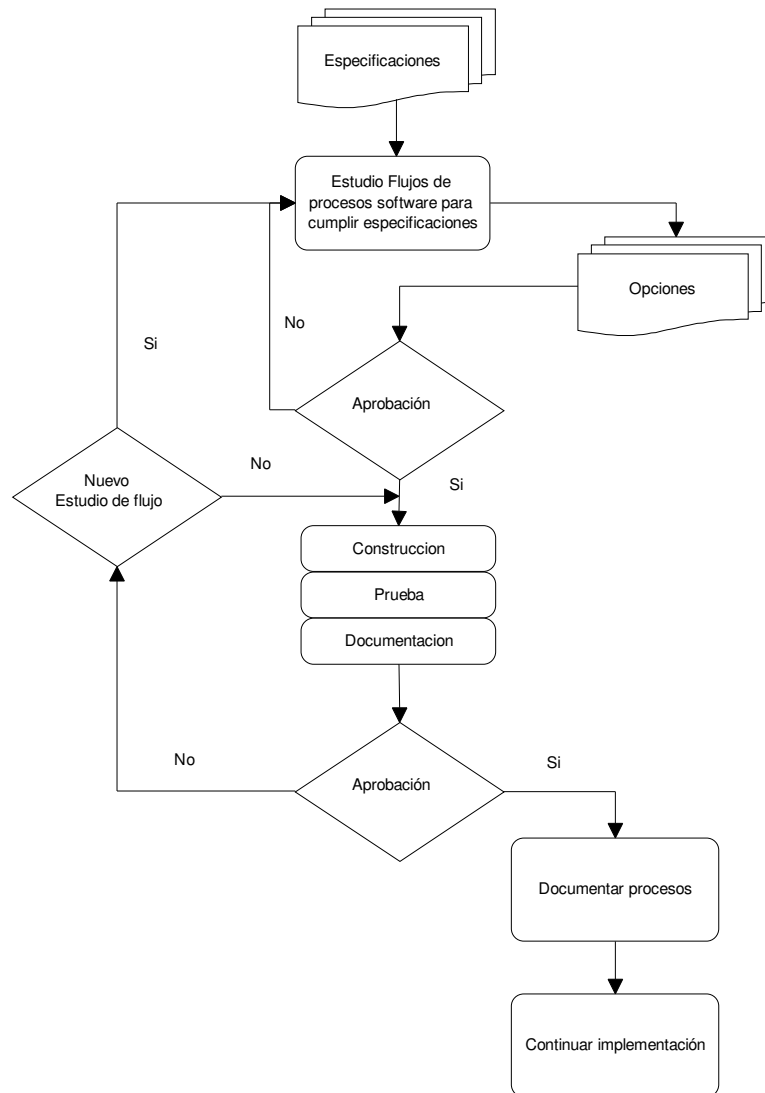 Especificaciones
Estudio Flujos de
procesos software para
cumplir especificaciones
Opciones
No
Si
Aprobación
Nuevo
Estudio de flujo
No
Si
Construccion
Prueba
Documentacion
No
Aprobación
Si
Documentar procesos
Continuar implementación